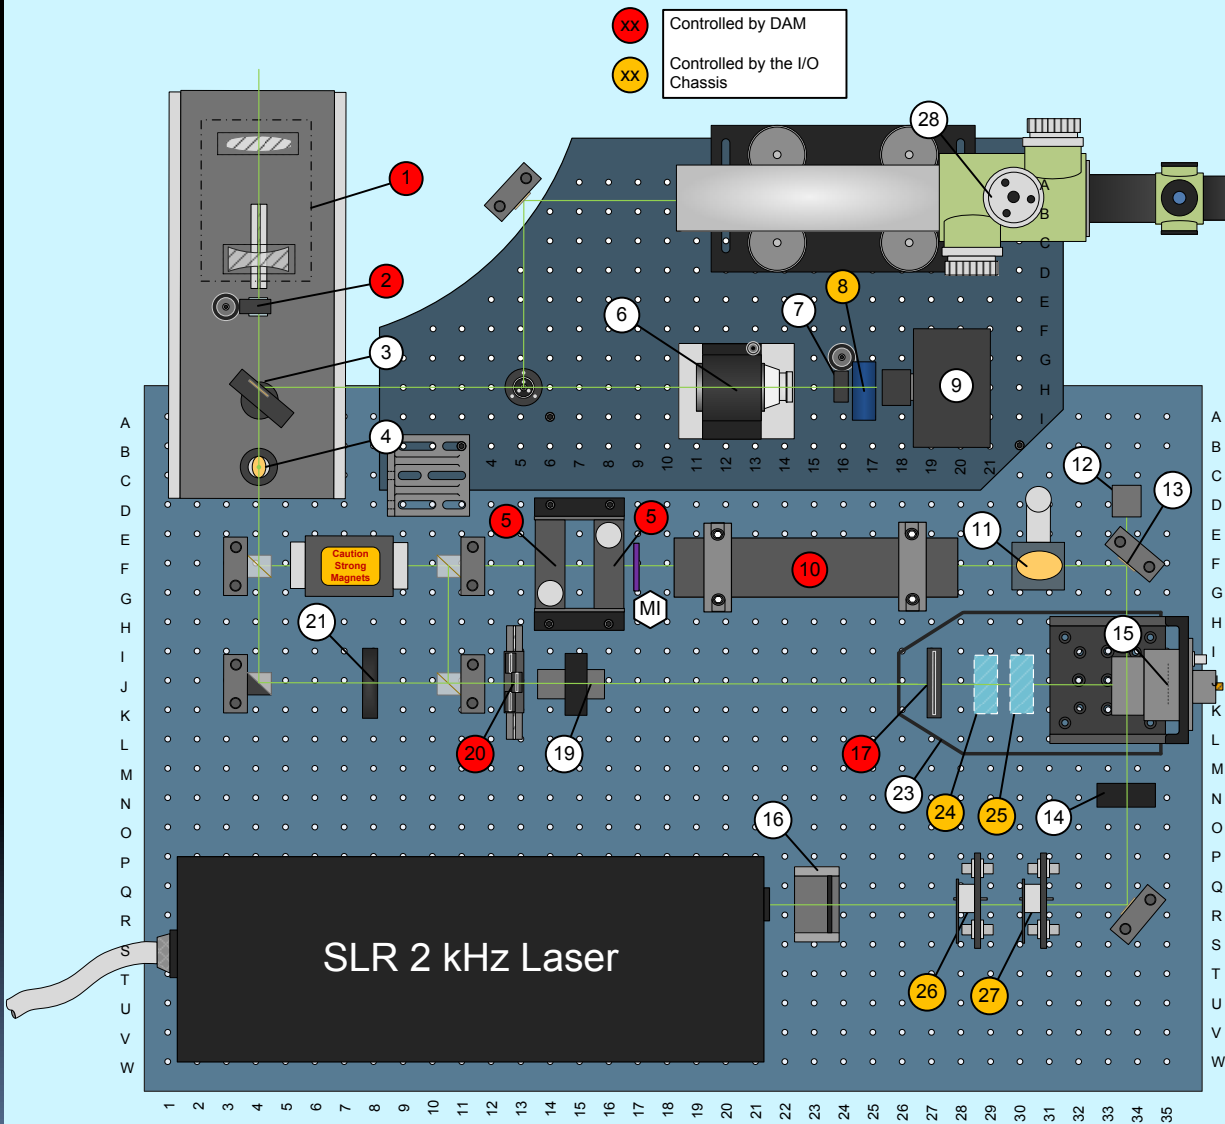 xx Controlled by DAM
xx Controlled by the I/O
Chassis
28
1
A
B
C
2
D
8
E
6
7
F
3
G
9
H
I
A
A
4
B
4 5 6 7 8 9 10 11 12 13 14 15 16 17 18 19 20 21
B
12
C
C
13
D
5
5
D
11
E
Caution
Strong
Magnets
10
E
F
F
G
MI
G
H
21
15
H
I
I
J
J
K
K
L
20
19
17
L
M
23
M
N
24
25
14
N
O
16
O
P
P
Q
Q
R
R
S
SLR 2 kHz Laser
S
T
26
27
T
U
U
V
V
W
W
1 2 3 4 5 6 7 8 9 10 11 12 13 14 15 16 17 18 19 20 21 22 23 24 25 26 27 28 29 30 31 32 33 34 35